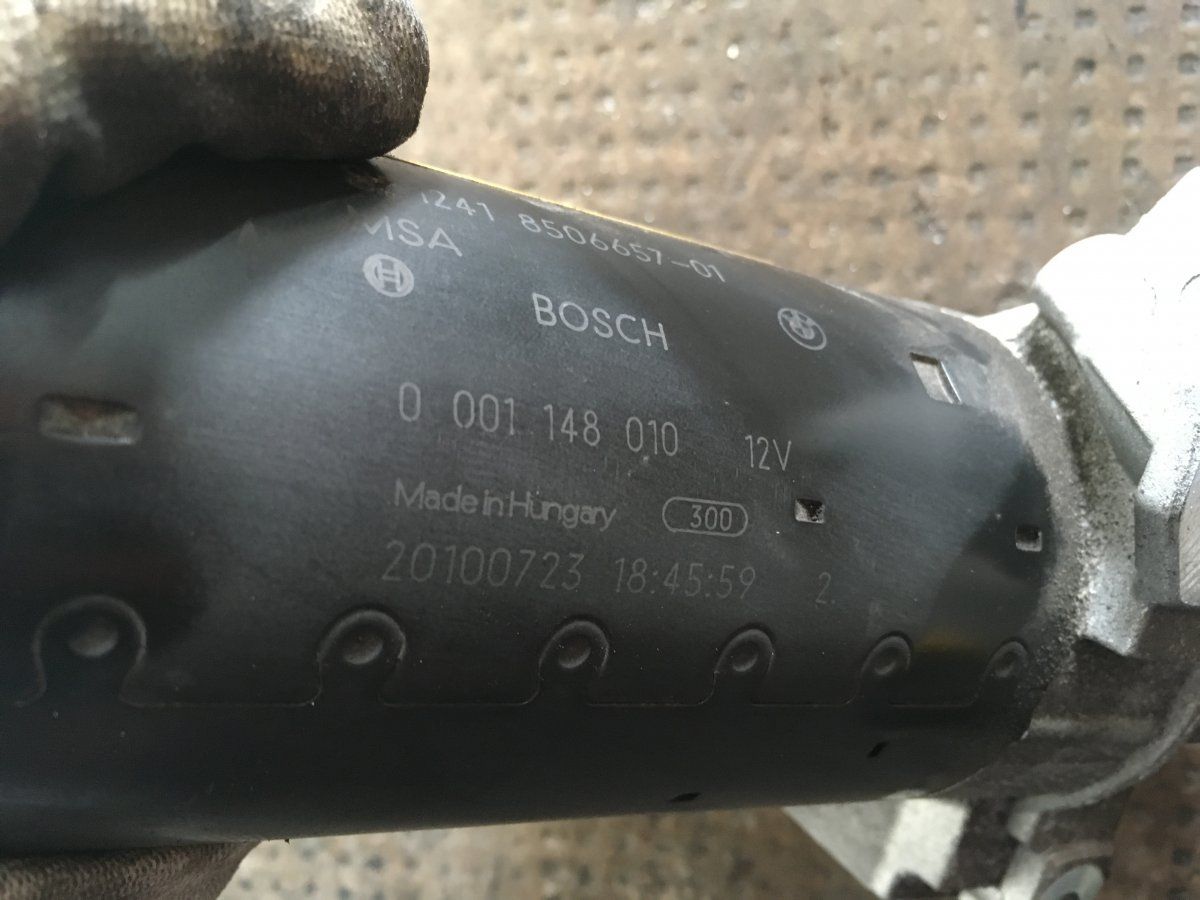 1241 8506657-01
MSA
BOSCH
0 001 148 010 12V
Made in Hungary 300
20100723 18:45:59 2